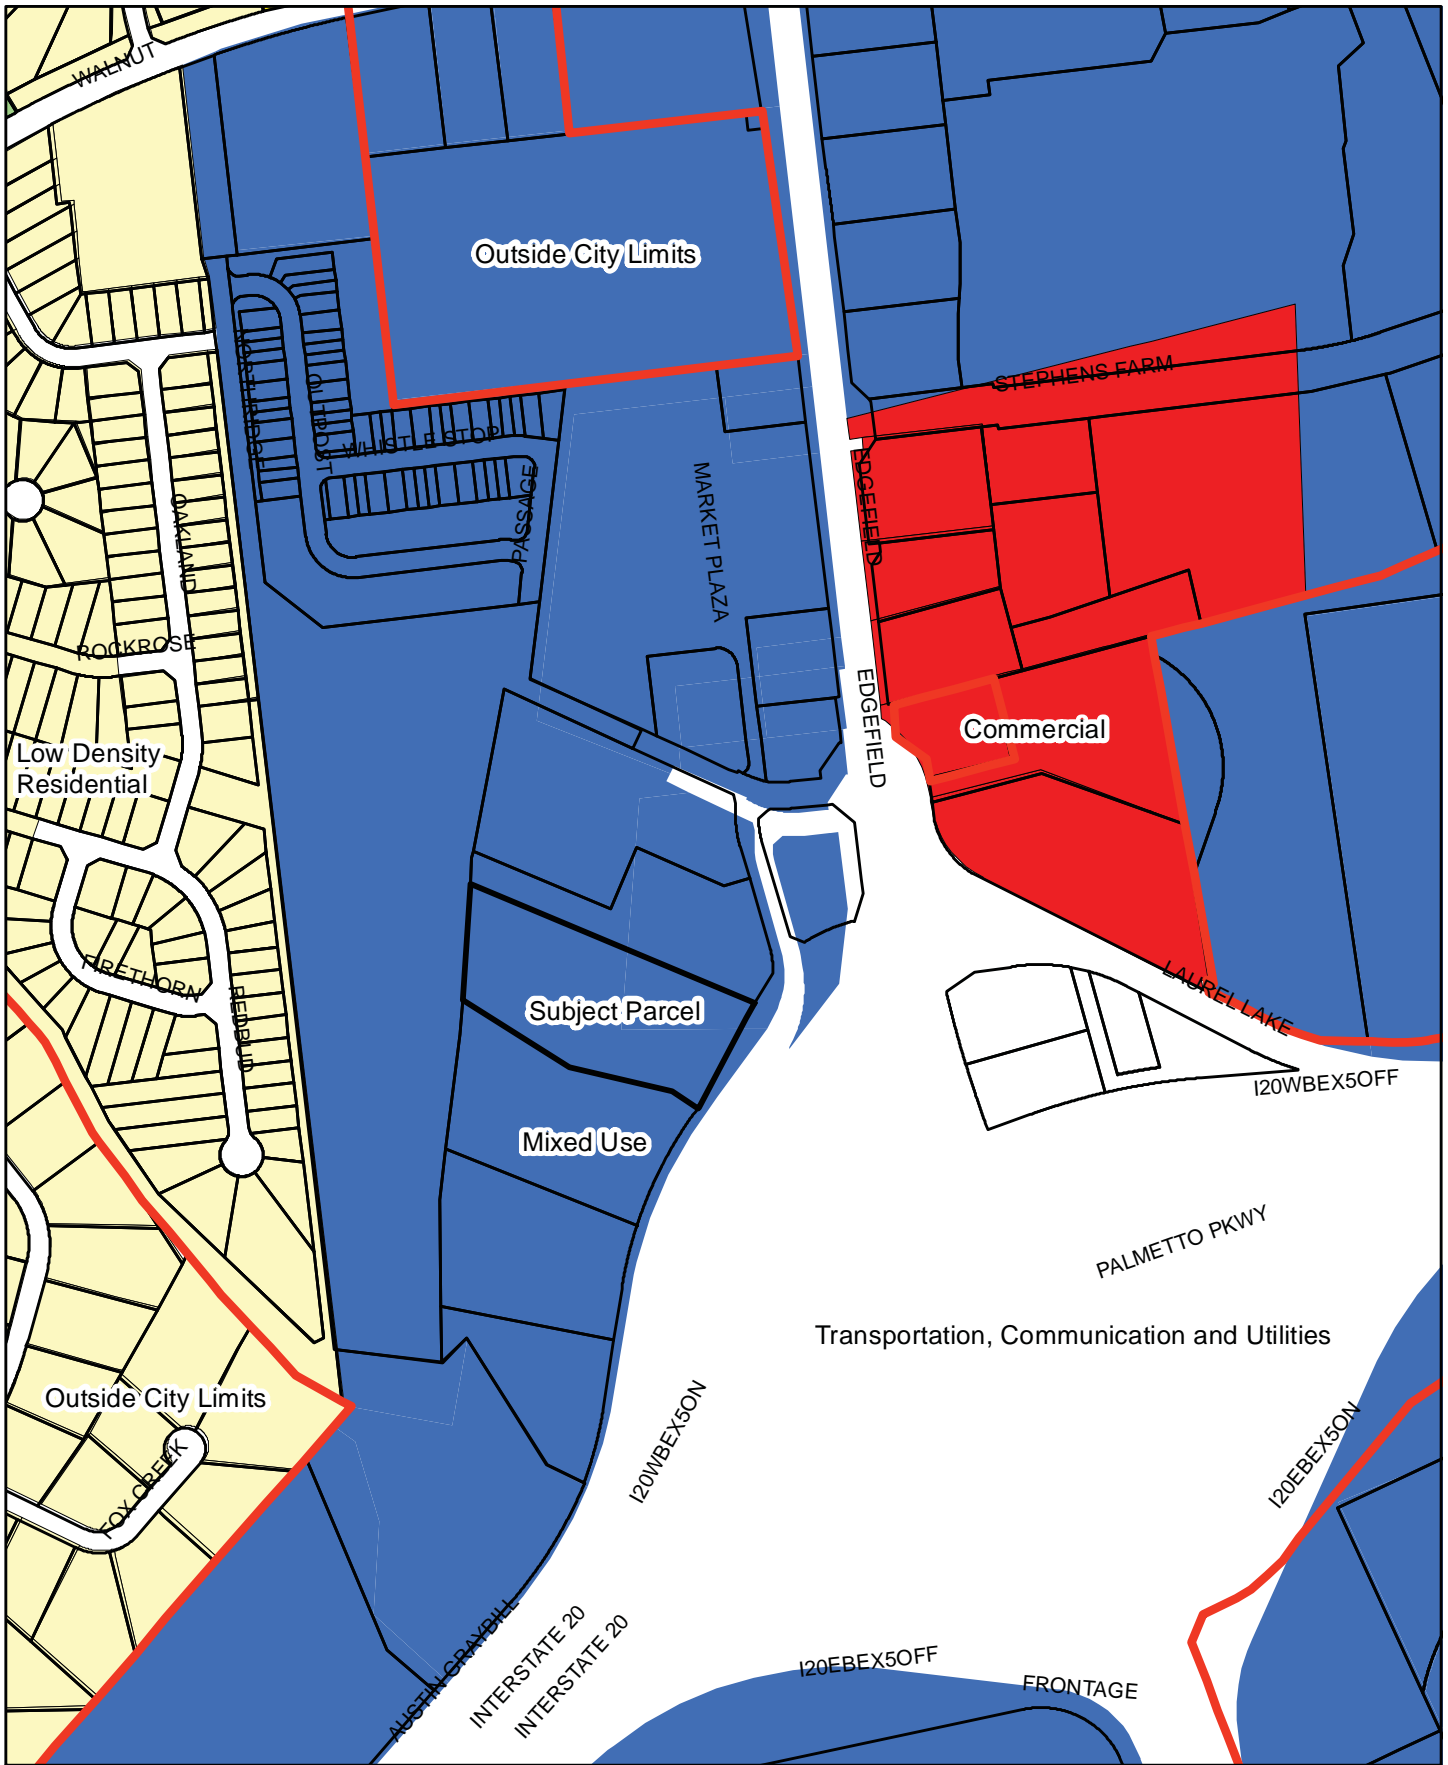 WALNUT
Outside City Limits
STEPHENS FARM
NORTHRIDGE
OUTPOST
WHISTLE STOP
PASSAGE
MARKET PLAZA
EDGEFIELD
OAKLAND
ROCKROSE
EDGEFIELD
Commercial
Low Density
Residential
FIRETHORN
REDBUD
Subject Parcel
LAUREL LAKE
I20WBEX5OFF
Mixed Use
PALMETTO PKWY
Transportation, Communication and Utilities
Outside City Limits
I20WBEX5ON
I20EBEX5ON
FOX CREEK
AUSTIN GRAYBILL
INTERSTATE 20
INTERSTATE 20
I20EBEX5OFF
FRONTAGE